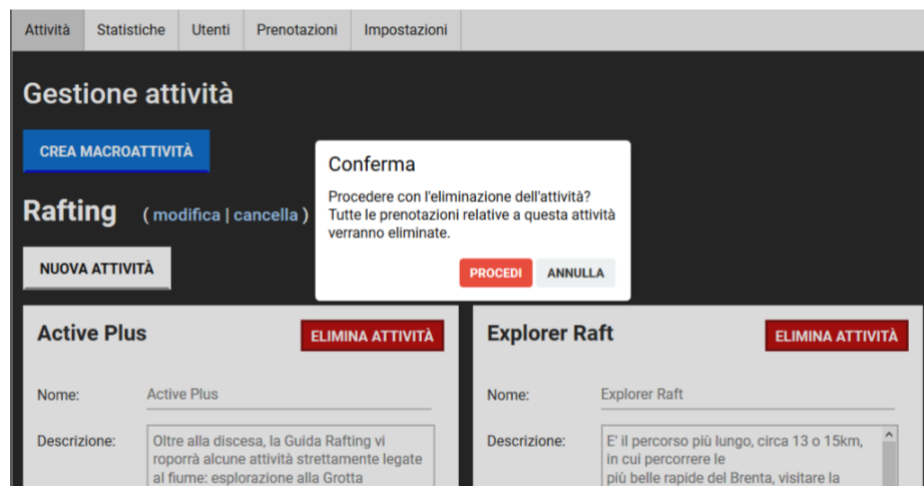 Attività Statistiche Utenti Prenotazioni Impostazioni
Gestione attività
CREA MACROATTIVITÀ
Conferma
Procedere con l'eliminazione dell'attività?
Tutte le prenotazioni relative a questa attività
verranno eliminate.
PROCEDI ANNULLA
Rafting ( modifica | cancella )
NUOVA ATTIVITÀ
Active Plus ELIMINA ATTIVITÀ
Nome: Active Plus
Descrizione: Oltre alla discesa, la Guida Rafting vi
roporrà alcune attività strettamente legate
al fiume: esplorazione alla Grotta
Explorer Raft ELIMINA ATTIVITÀ
Nome: Explorer Raft
Descrizione: E' il percorso più lungo, circa 13 o 15km,
in cui percorrere le
più belle rapide del Brenta, visitare la